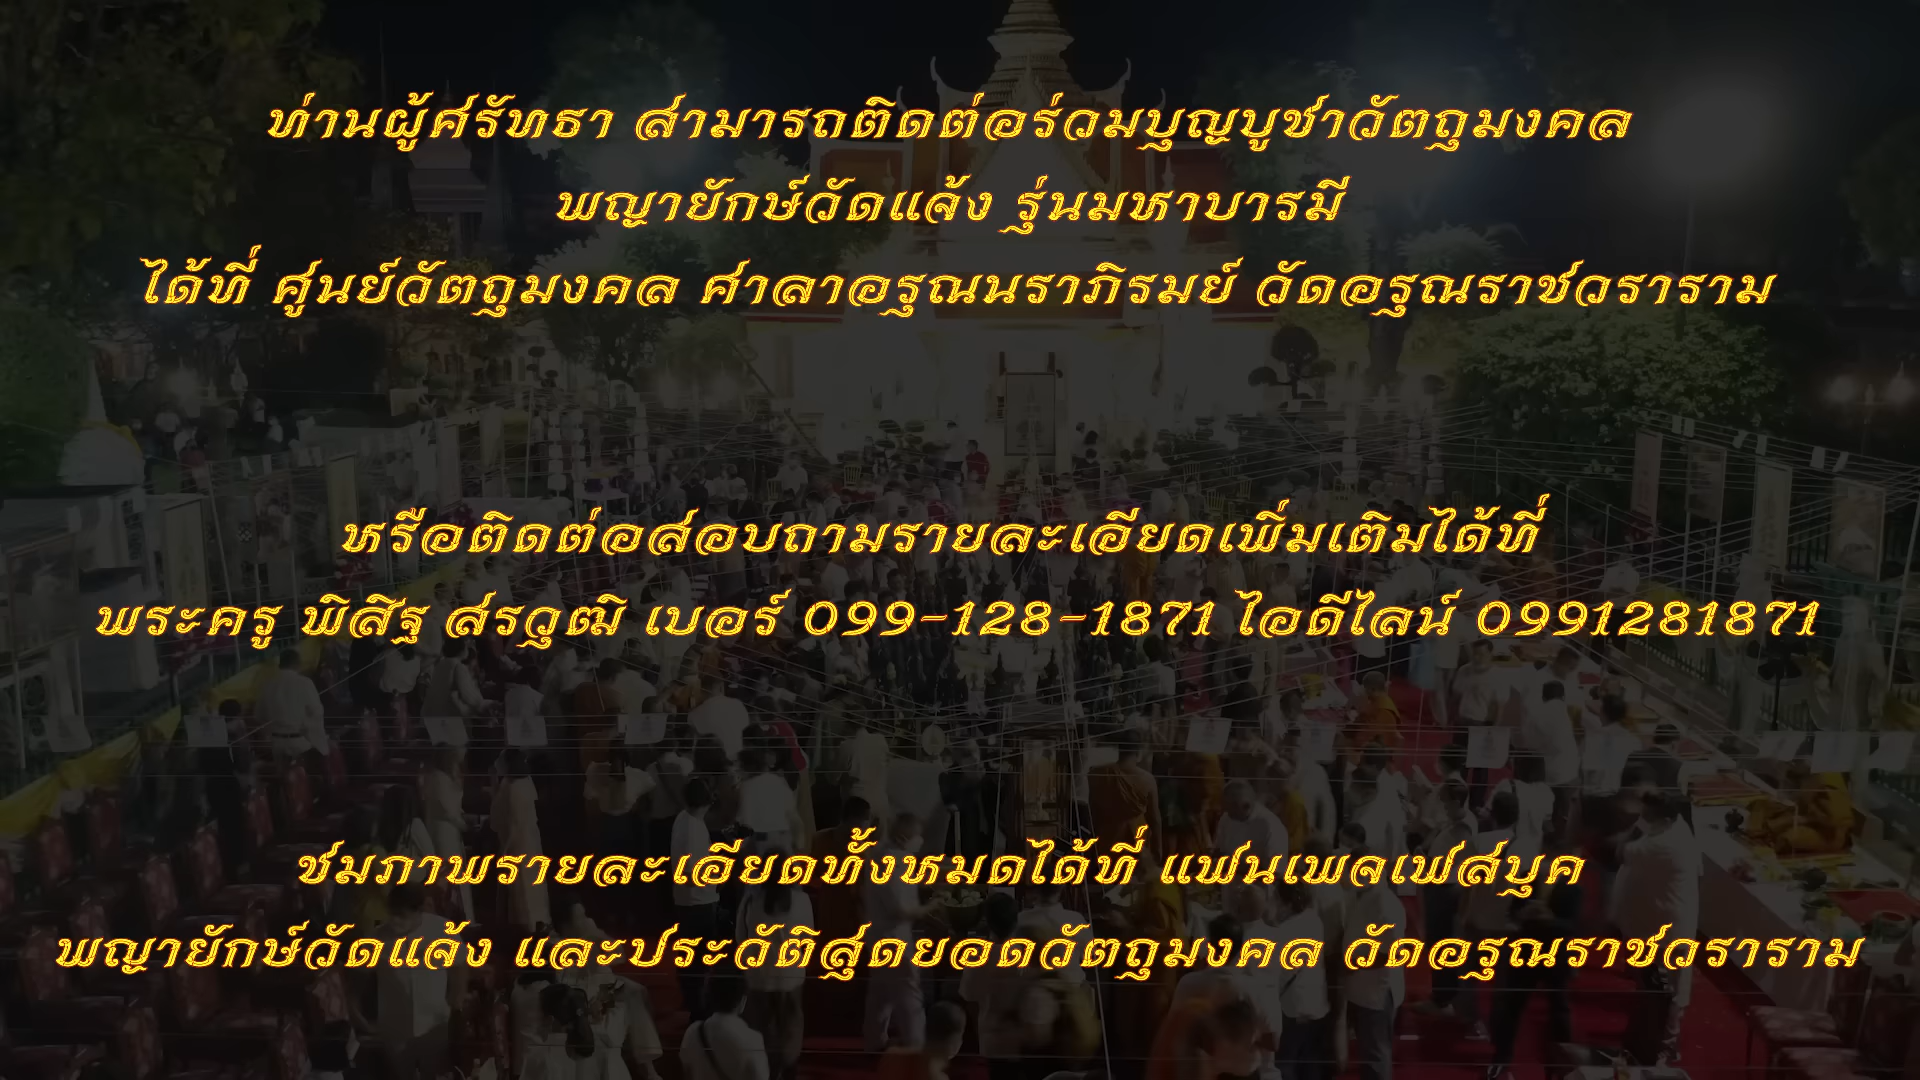 ท่านผู้ศรัทธา สามารถติดต่อร่วมบุญบูชาวัตถุมงคล
พญายักษ์วัดแจ้ง รุ่นมหาบารมี
ได้ที่ ศูนย์วัตถุมงคล ศาลาอรุณนราภิรมย์ วัดอรุณราชวราราม
หรือติดต่อสอบถามรายละเอียดเพิ่มเติมได้ที่
พระครู พิสิฐ สรวุฒิ เบอร์ 099-128-1871 ไอดีไลน์ 0991281871
ชมภาพรายละเอียดทั้งหมดได้ที่ แฟนเพจเฟสบุค
พญายักษ์วัดแจ้ง และประวัติสุดยอดวัตถุมงคล วัดอรุณราชวราราม